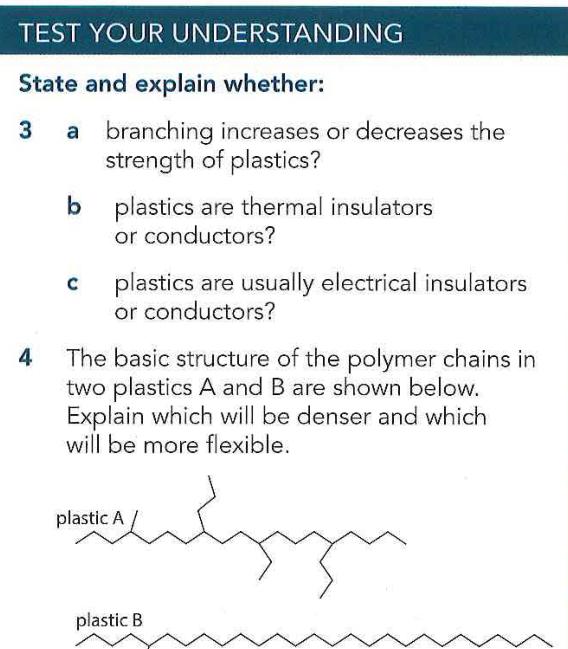 TEST YOUR UNDERSTANDING
State and explain whether:
3 a branching increases or decreases the
strength of plastics?
b plastics are thermal insulators
or conductors?
c plastics are usually electrical insulators
or conductors?
4 The basic structure of the polymer chains in
two plastics A and B are shown below.
Explain which will be denser and which
will be more flexible.
plastic A
plastic B